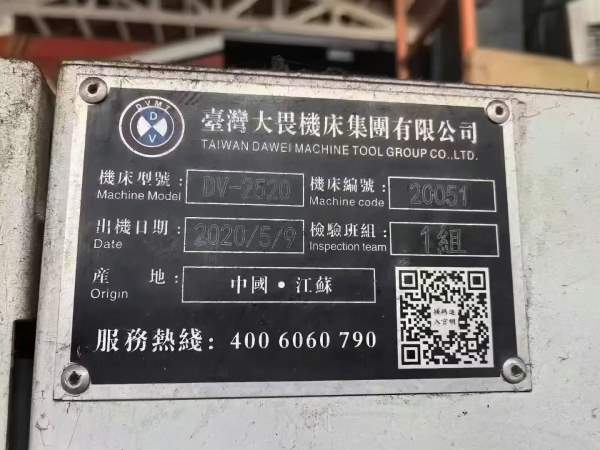 DVMT
DV
臺灣大畏機床集團有限公司
TAIWAN DAWEI MACHINE TOOL GROUP CO.,LTD.
機床型號: DV-2520 機床編號: 20051
Machine Model Machine code
出機日期: 2020/5/9 檢驗班組: 1組
Date Inspection team
産 地: 中國·江蘇
Origin
服務熱綫: 400 6060 790